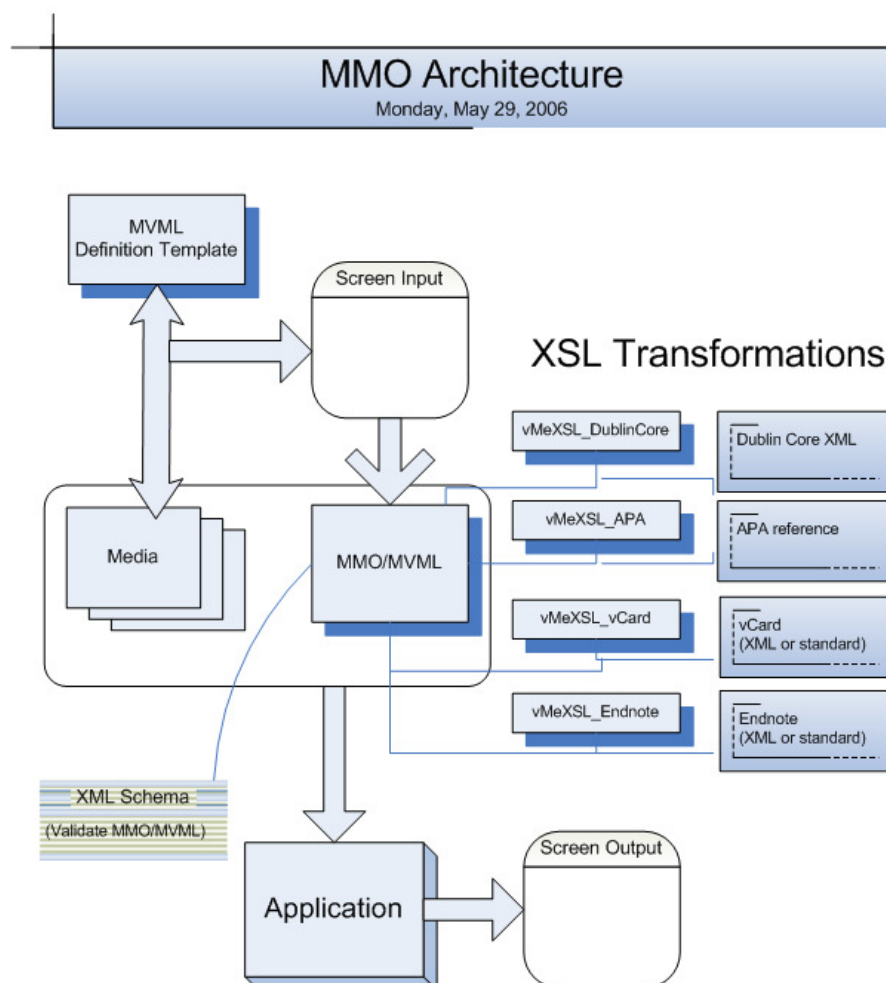 MMO Architecture
Monday, May 29, 2006
MVML
Definition Template
Screen Input
XSL Transformations
vMeXSL_DublinCore
Dublin Core XML
vMeXSL_APA
APA reference
Media
MMO/MVML
vMeXSL_vCard
vCard
(XML or standard)
vMeXSL_Endnote
Endnote
(XML or standard)
XML Schema
(Validate MMO/MVML)
Screen Output
Application